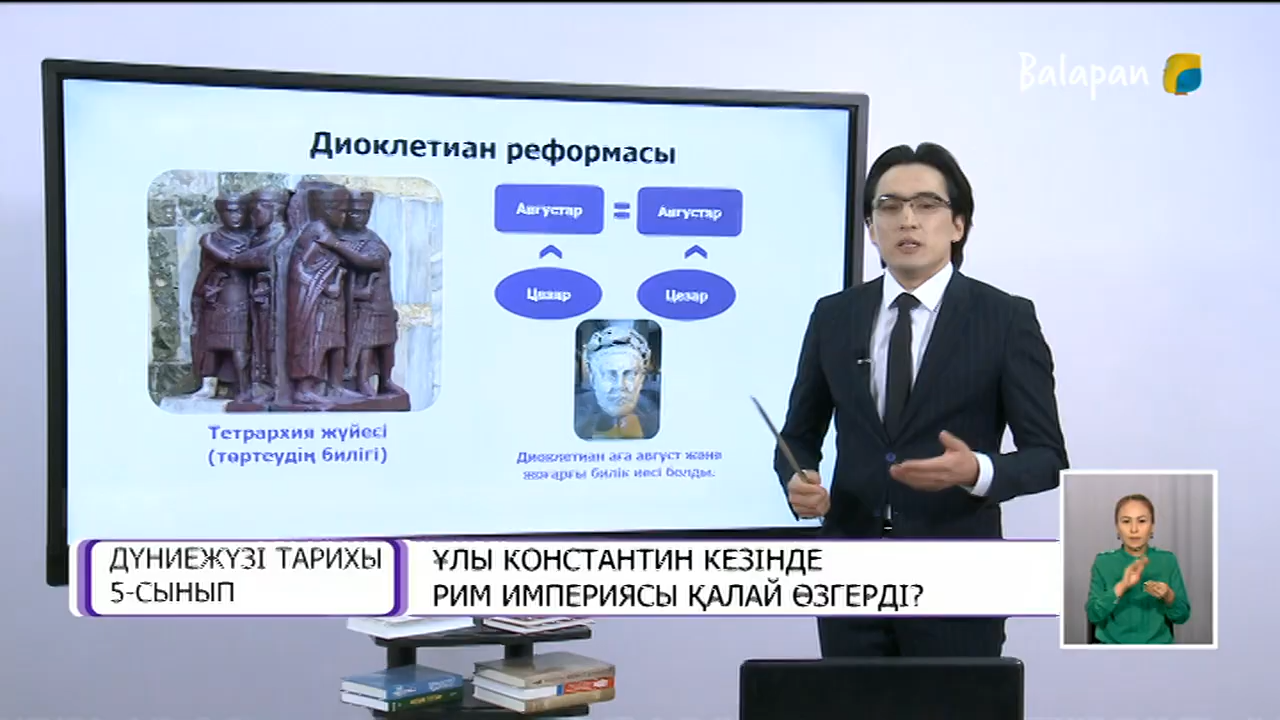 Balapan
Диоклетиан реформасы
Августар = Августар
Цезар Цезар
Тетрархия жүйесі
(төртеудің билігі)
Диоклетиан аға август және
жоғарғы билік иесі болды.
ДҮНИЕЖҮЗІ ТАРИХЫ
5-СЫНЫП
ҰЛЫ КОНСТАНТИН КЕЗІНДЕ
РИМ ИМПЕРИЯСЫ ҚАЛАЙ ӨЗГЕРДІ?